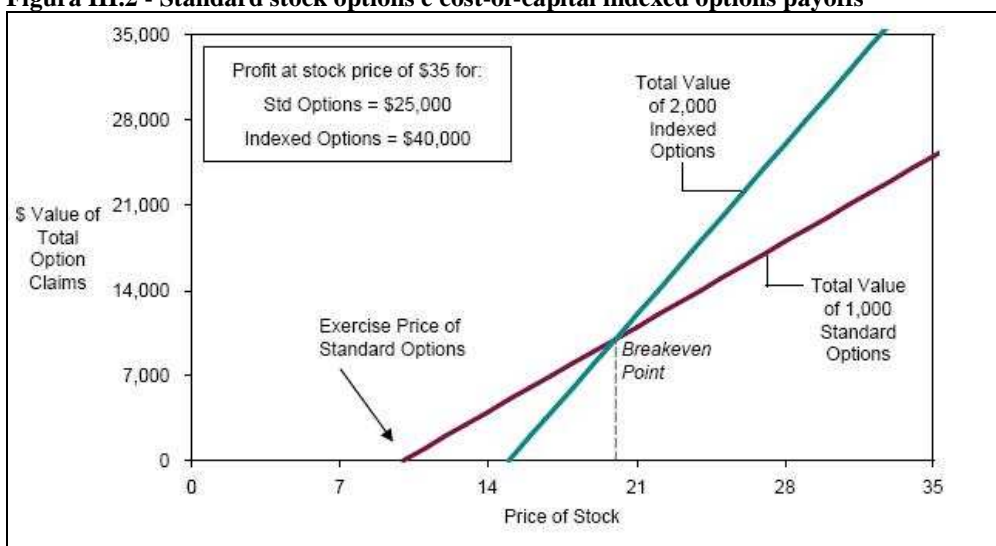 Figura III.2 - Standard stock options e cost-of-capital indexed options payoffs
35,000
28,000
21,000
14,000
7,000
0
$ Value of
Total
Option
Claims
Profit at stock price of $35 for:
Std Options = $25,000
Indexed Options = $40,000
Total Value
of 2,000
Indexed
Options
Exercise Price of
Standard Options
Breakeven
Point
Total Value
of 1,000
Standard
Options
0 7 14 21 28 35
Price of Stock